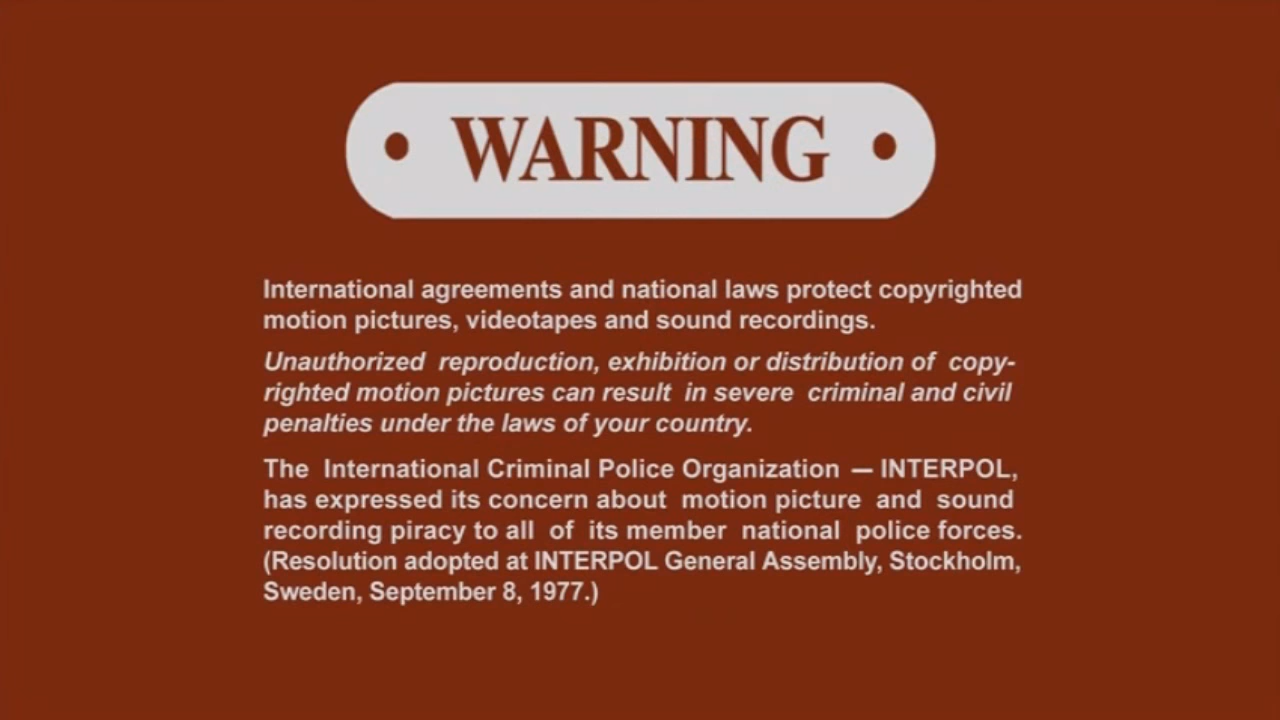 WARNING
International agreements and national laws protect copyrighted
motion pictures, videotapes and sound recordings.
Unauthorized reproduction, exhibition or distribution of copy-
righted motion pictures can result in severe criminal and civil
penalties under the laws of your country.
The International Criminal Police Organization — INTERPOL,
has expressed its concern about motion picture and sound
recording piracy to all of its member national police forces.
(Resolution adopted at INTERPOL General Assembly, Stockholm,
Sweden, September 8, 1977.)